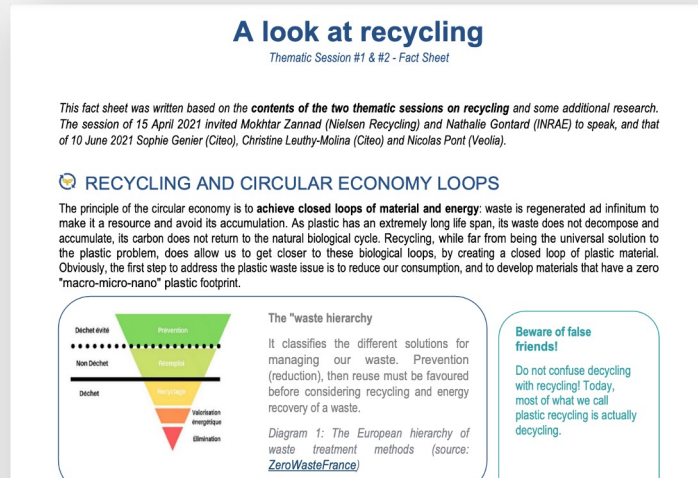 A look at recycling
Thematic Session #1 & #2 - Fact Sheet
This fact sheet was written based on the contents of the two thematic sessions on recycling and some additional research.
The session of 15 April 2021 invited Mokhtar Zannad (Nielsen Recycling) and Nathalie Gontard (INRAE) to speak, and that
of 10 June 2021 Sophie Genier (Citeo), Christine Leuthy-Molina (Citeo) and Nicolas Pont (Veolia).
RECYCLING AND CIRCULAR ECONOMY LOOPS
The principle of the circular economy is to achieve closed loops of material and energy: waste is regenerated ad infinitum to
make it a resource and avoid its accumulation. As plastic has an extremely long life span, its waste does not decompose and
accumulate, its carbon does not return to the natural biological cycle. Recycling, while far from being the universal solution to
the plastic problem, does allow us to get closer to these biological loops, by creating a closed loop of plastic material.
Obviously, the first step to address the plastic waste issue is to reduce our consumption, and to develop materials that have a zero
"macro-micro-nano" plastic footprint.
Déchet évité
Prévention
Non Déchet
Réemploi
Déchet
Recyclage
Valorisation
énergétique
Elimination
The "waste hierarchy
It classifies the different solutions for
managing our waste. Prevention
(reduction), then reuse must be favoured
before considering recycling and energy
recovery of a waste.
Diagram 1: The European hierarchy of
waste treatment methods (source:
ZeroWasteFrance)
Beware of false
friends!
Do not confuse decycling
with recycling! Today,
most of what we call
plastic recycling is actually
decycling.